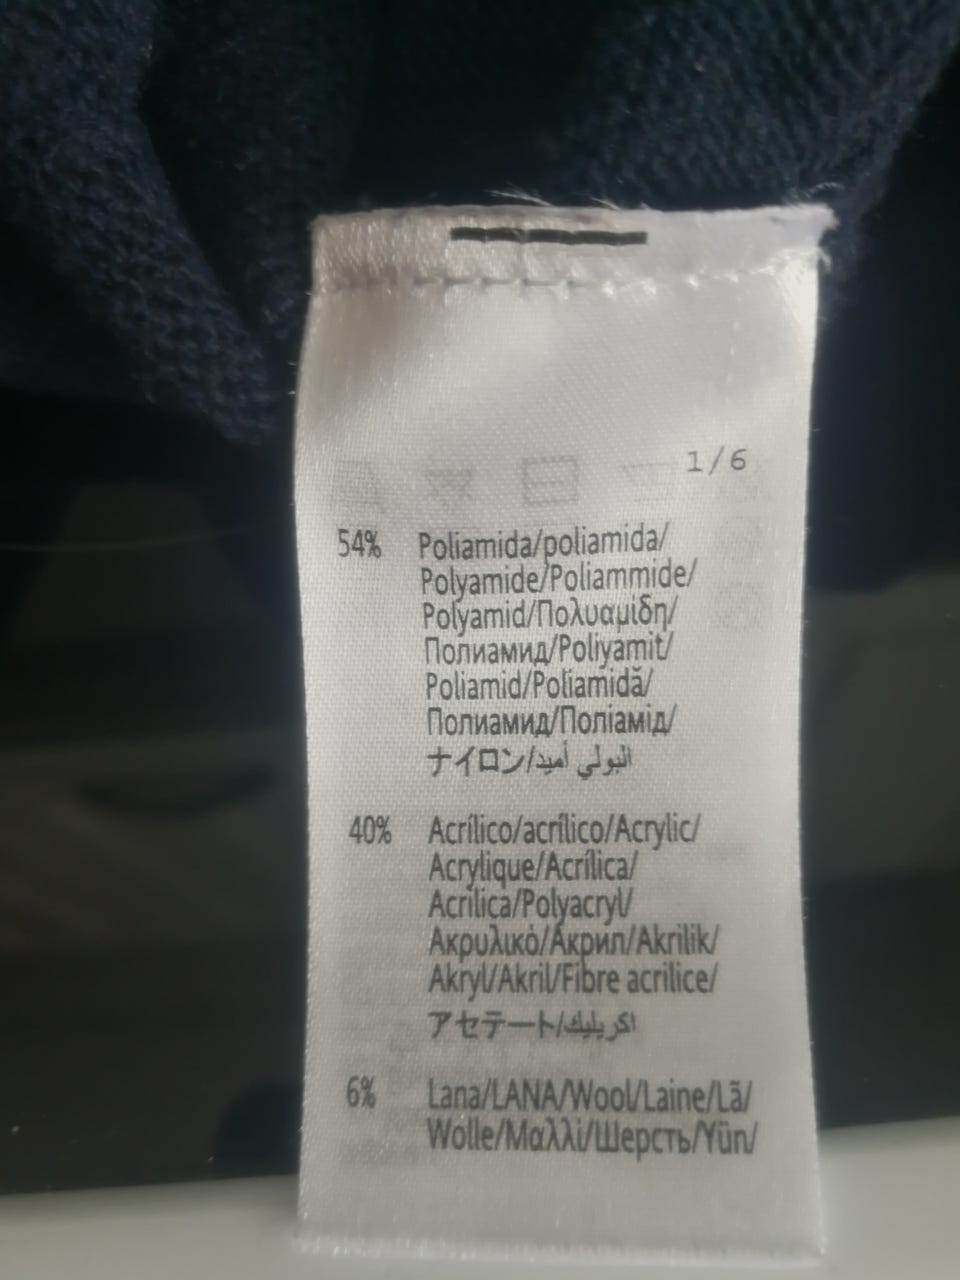 1/6
54% Poliamida/poliamida/
Polyamide/Poliammide/
Polyamid/Πολυαμίδη/
Полиамид/Poliyamit/
Poliamid/Poliamidă/
Полиамид/Поліамід/
ナイロン/البولي أميد
40% Acrílico/acrílico/Acrylic/
Acrylique/Acrílica/
Acrilica/Polyacryl/
Ακρυλικό/Акрил/Akrilik/
Akryl/Akril/Fibre acrilice/
アセテート/اكريليك
6% Lana/LANA/Wool/Laine/Lã/
Wolle/Μαλλί/Шерсть/Yün/